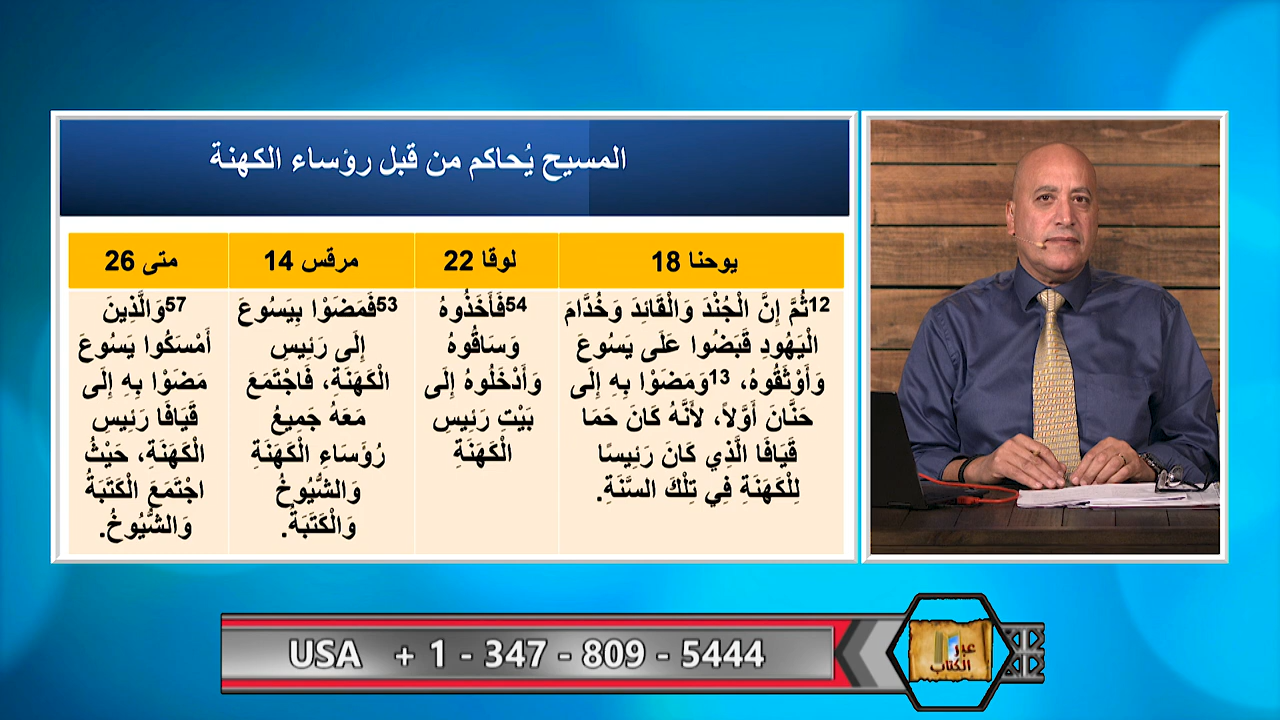 المسيح يُحاكم من قبل رؤساء الكهنة
يوحنا 18
12ثُمَّ إِنَّ الْجُنْدَ وَالْقَائِدَ وَخُدَّامَ
الْيَهُودِ قَبَضُوا عَلَى يَسُوعَ
وَأَوْثَقُوهُ، 13وَمَضَوْا بِهِ إِلَى
حَنَّانَ أَوَّلاً، لأَنَّهُ كَانَ حَمَا
قَيَافَا الَّذِي كَانَ رَئِيسًا
لِلْكَهَنَةِ فِي تِلْكَ السَّنَةِ.
لوقا 22
54فَأَخَذُوهُ
وَسَاقُوهُ
وَأَدْخَلُوهُ إِلَى
بَيْتِ رَئِيسِ
الْكَهَنَةِ
مرقس 14
53فَمَضَوْا بِيَسُوعَ
إِلَى رَئِيسِ
الْكَهَنَةِ، فَاجْتَمَعَ
مَعَهُ جَمِيعُ
رُؤَسَاءِ الْكَهَنَةِ
وَالشُّيُوخُ
وَالْكَتَبَةُ.
متى 26
57وَالَّذِينَ
أَمْسَكُوا يَسُوعَ
مَضَوْا بِهِ إِلَى
قَيَافَا رَئِيسِ
الْكَهَنَةِ، حَيْثُ
اجْتَمَعَ الْكَتَبَةُ
وَالشُّيُوخُ.
USA + 1 - 347 - 809 - 5444
عبر
الكتاب